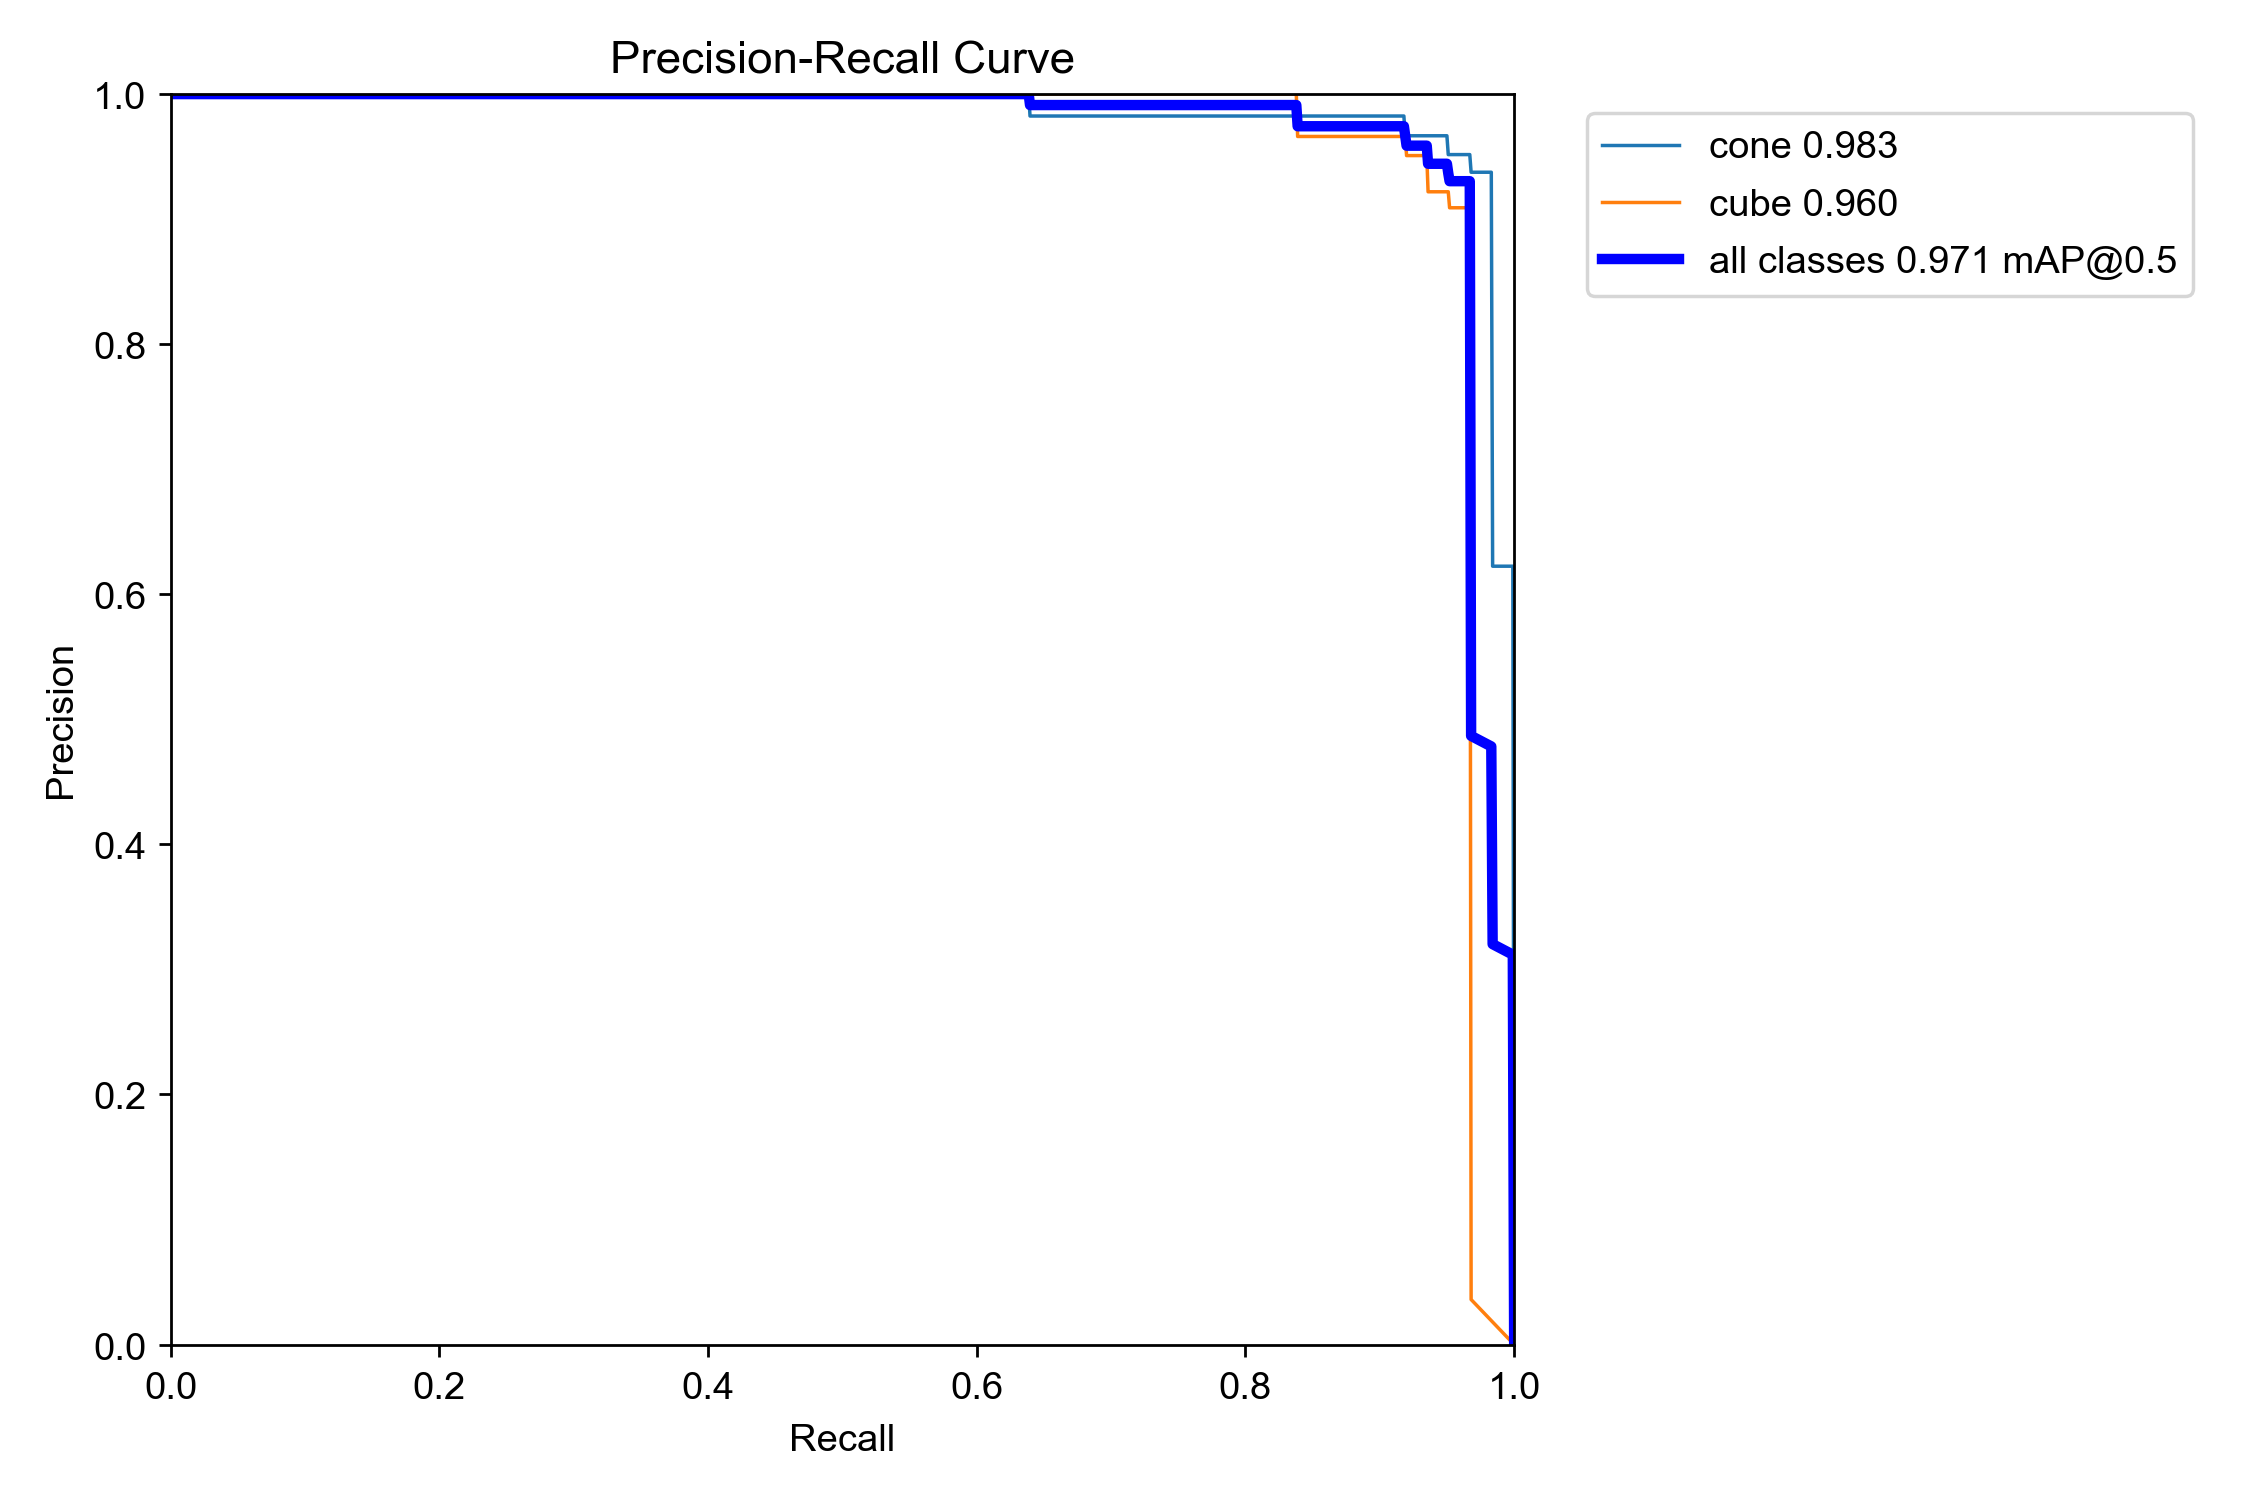 Precision-Recall Curve
1.0
0.8
0.6
0.4
0.2
0.0
Precision
0.0 0.2 0.4 0.6 0.8 1.0
Recall
cone 0.983
cube 0.960
all classes 0.971 mAP@0.5